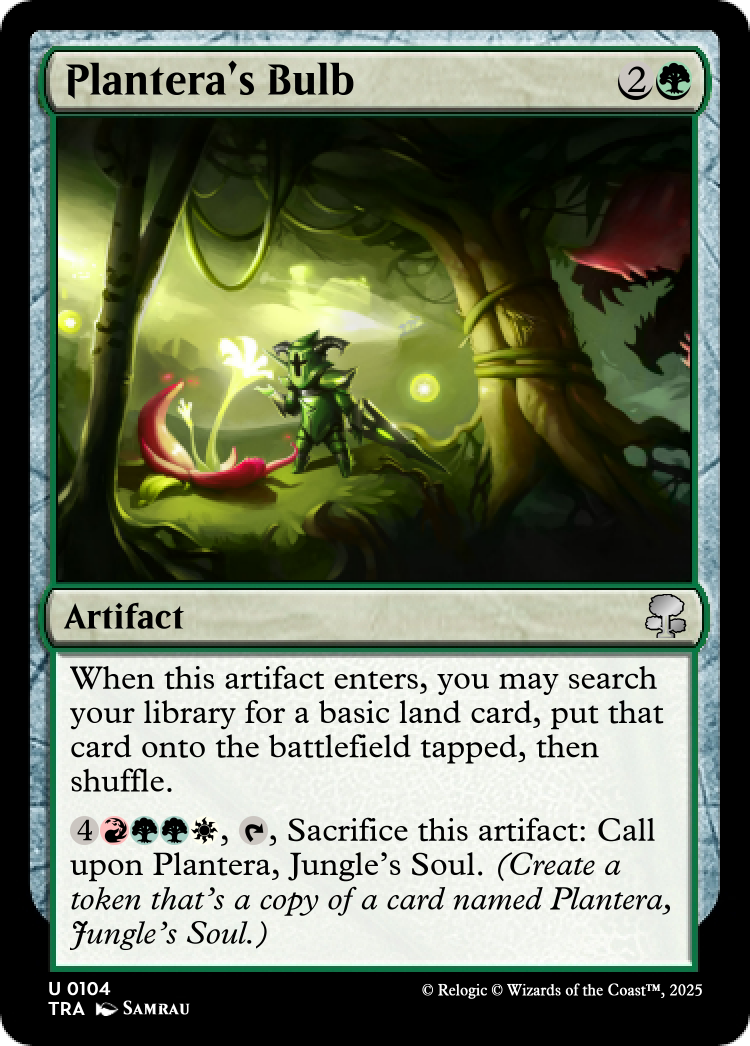 Plantera's Bulb 2
Artifact
When this artifact enters, you may search
your library for a basic land card, put that
card onto the battlefield tapped, then
shuffle.
4, , Sacrifice this artifact: Call
upon Plantera, Jungle's Soul. (Create a
token that's a copy of a card named Plantera,
Jungle's Soul.)
U 0104 © Relogic © Wizards of the Coast™, 2025
TRA Samrau